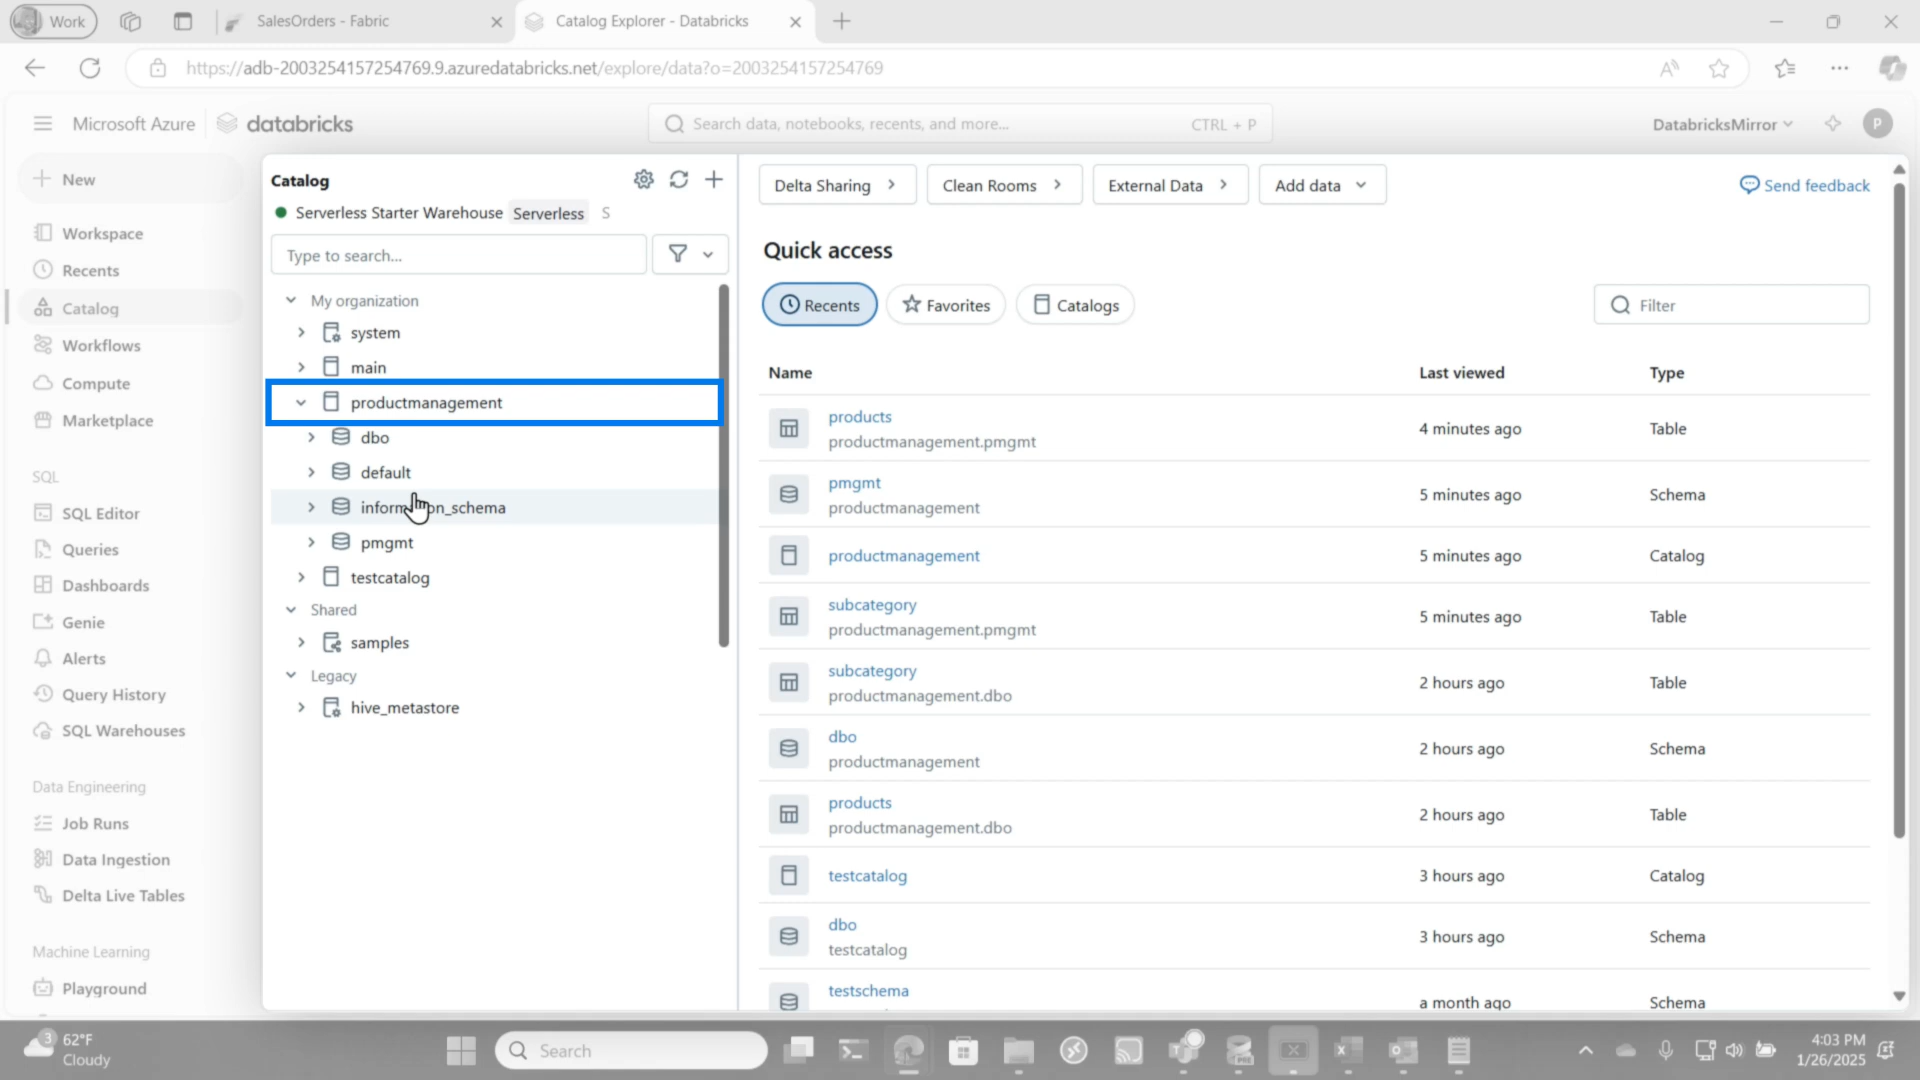 Work
SalesOrders - Fabric
Catalog Explorer - Databricks
https://adb-2003254157254769.9.azuredatabricks.net/explore/data?o=2003254157254769
Microsoft Azure
databricks
Search data, notebooks, recents, and more...
CTRL + P
DatabricksMirror
P
New
Workspace
Recents
Catalog
Workflows
Compute
Marketplace
SQL
SQL Editor
Queries
Dashboards
Genie
Alerts
Query History
SQL Warehouses
Data Engineering
Job Runs
Data Ingestion
Delta Live Tables
Machine Learning
Playground
Catalog
Serverless Starter Warehouse Serverless S
Type to search...
My organization
system
main
productmanagement
dbo
default
pmgmt
testcatalog
Shared
samples
Legacy
hive_metastore
Delta Sharing
Clean Rooms
External Data
Add data
Send feedback
Quick access
Recents
Favorites
Catalogs
Filter
Name Last viewed Type
products
productmanagement.pmgmt
4 minutes ago Table
pmgmt
productmanagement
5 minutes ago Schema
productmanagement 5 minutes ago Catalog
subcategory
productmanagement.pmgmt
5 minutes ago Table
subcategory
productmanagement.dbo
2 hours ago Table
dbo
productmanagement
2 hours ago Schema
products
productmanagement.dbo
2 hours ago Table
testcatalog 3 hours ago Catalog
dbo
testcatalog
3 hours ago Schema
testschema
a month ago Schema
3
62°F
Cloudy
Search
4:03 PM
1/26/2025